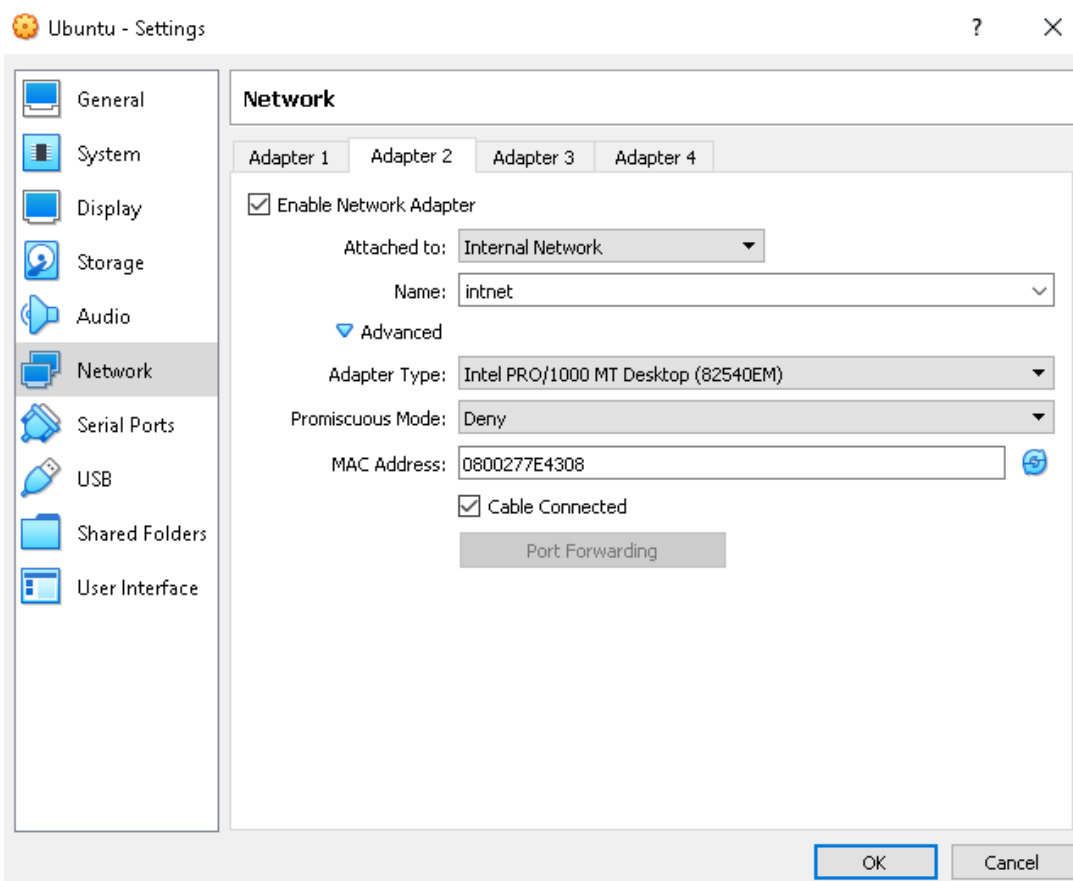 Ubuntu - Settings
?
General
System
Display
Storage
Audio
Network
Serial Ports
USB
Shared Folders
User Interface
Network
Adapter 1
Adapter 2
Adapter 3
Adapter 4
Enable Network Adapter
Attached to: Internal Network
Name: intnet
Advanced
Adapter Type: Intel PRO/1000 MT Desktop (82540EM)
Promiscuous Mode: Deny
MAC Address: 0800277E4308
Cable Connected
Port Forwarding
OK
Cancel